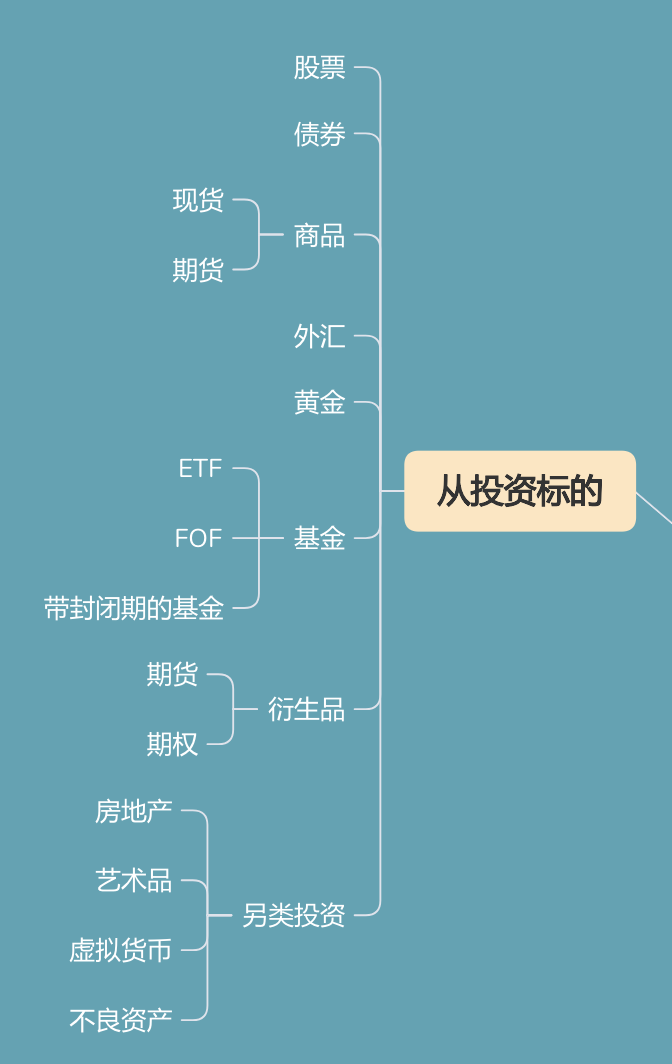 股票
债券
现货
商品
期货
外汇
黄金
ETF
从投资标的
FOF
基金
带封闭期的基金
期货
衍生品
期权
房地产
艺术品
另类投资
虚拟货币
不良资产